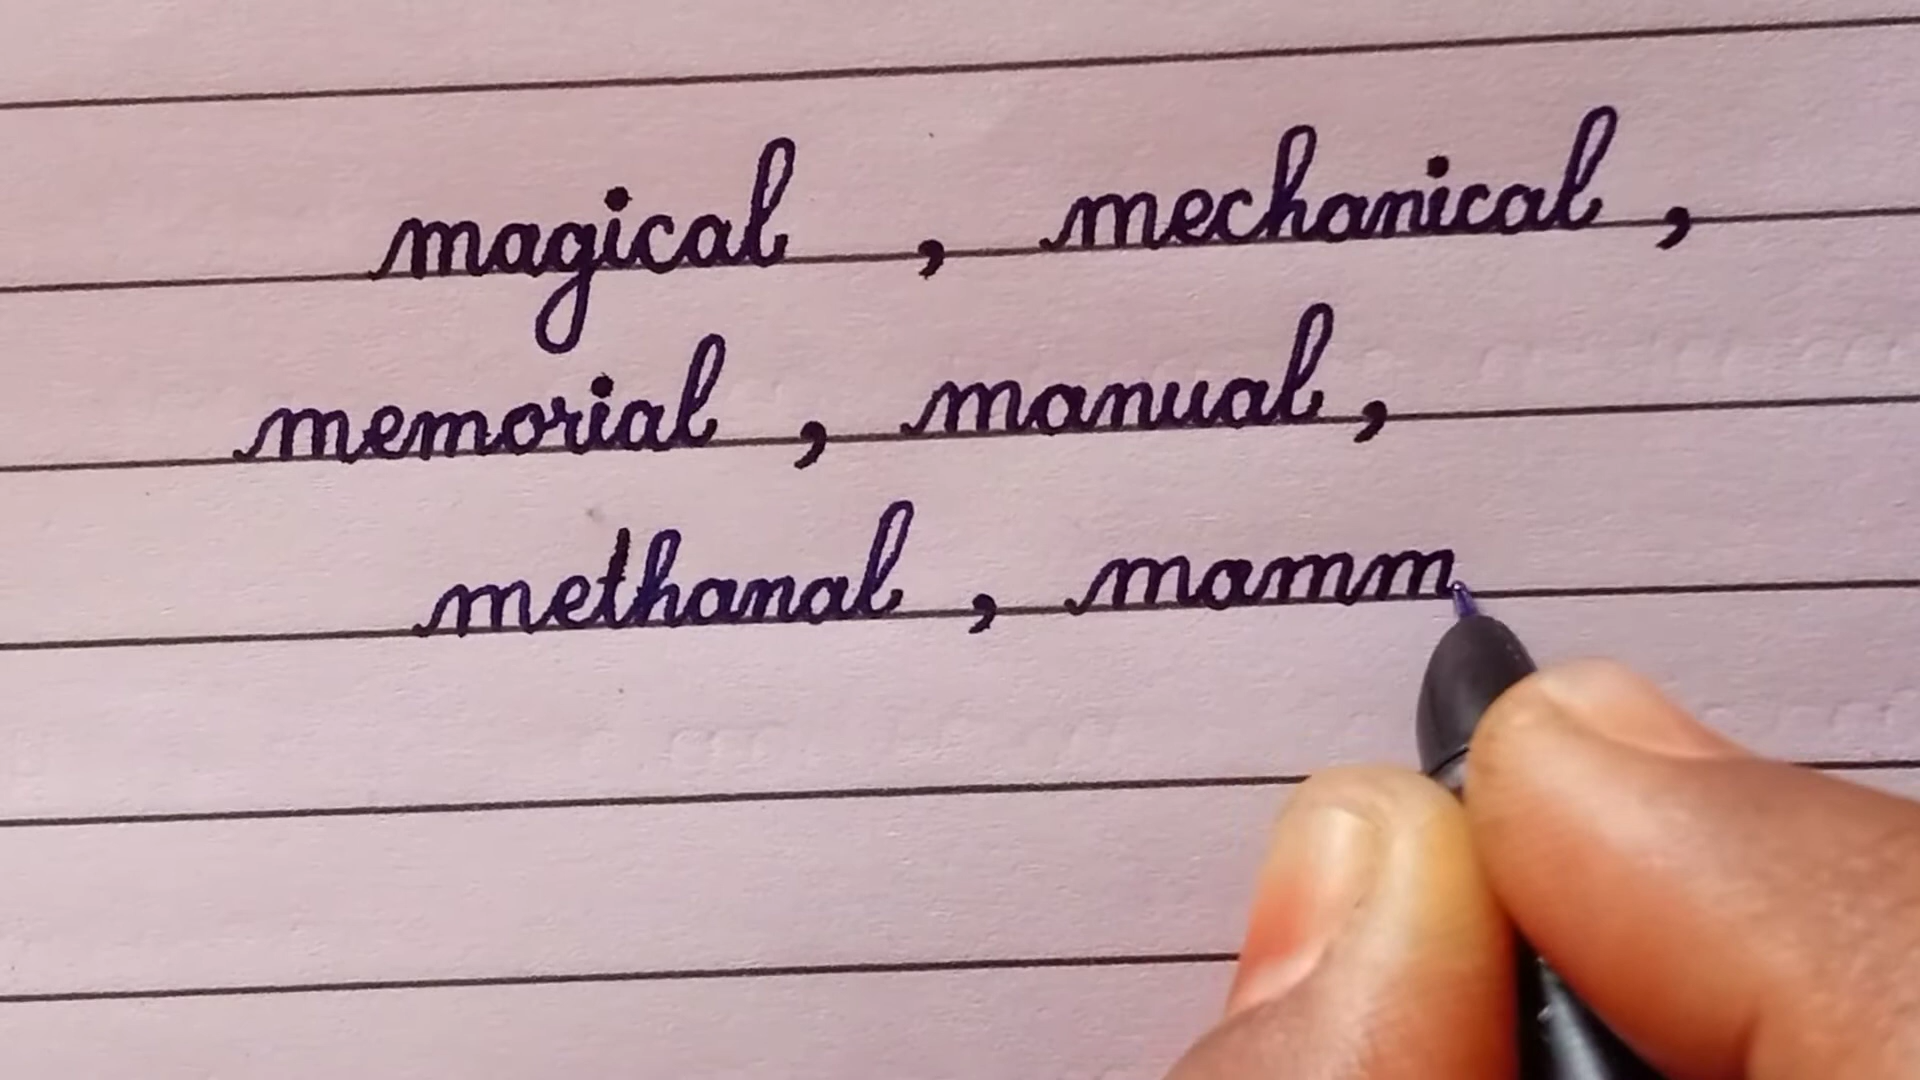 magical , mechanical ,
memorial , manual ,
methanal , mamm